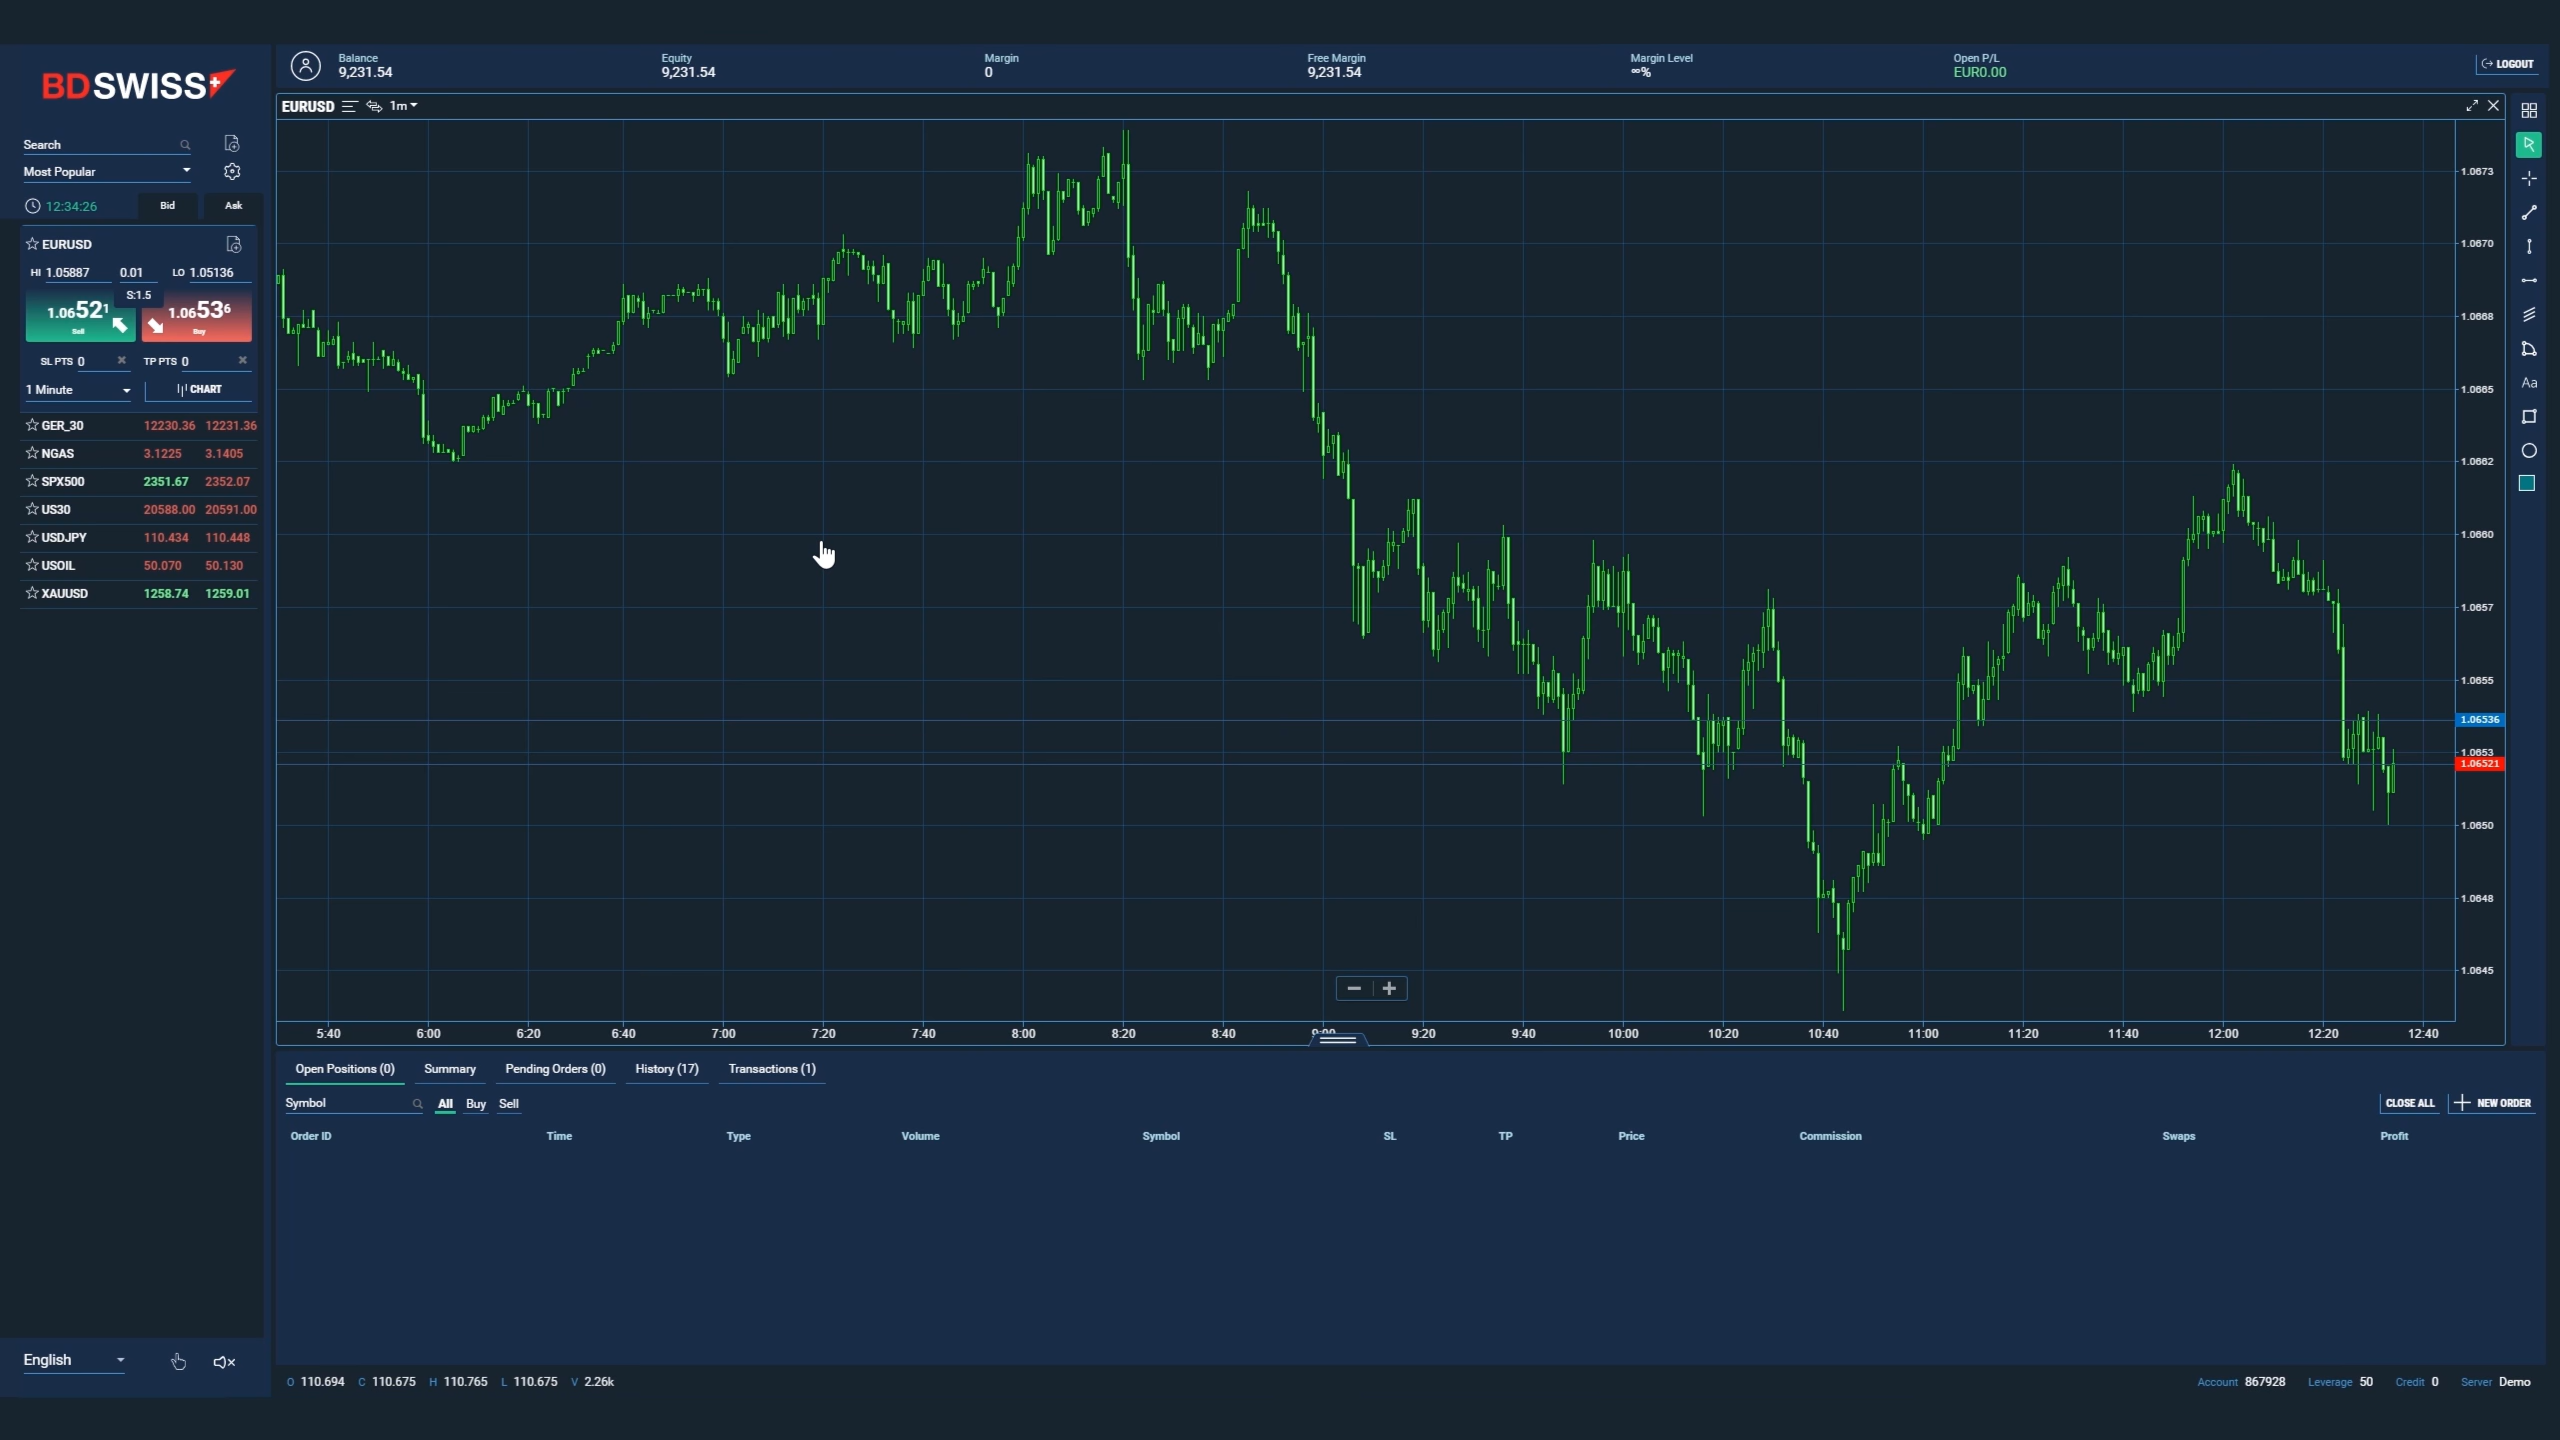 BDSWISS
Balance
9,231.54
Equity
9,231.54
Margin
0
Free Margin
9,231.54
Margin Level
∞%
Open P/L
EUR0.00
LOGOUT
Search
Most Popular
12:34:26 Bid Ask
EURUSD
HI 1.05887 0.01 LO 1.05136
S:1.5
1.06521 1.06536
Sell Buy
SL PTS 0 TP PTS 0
1 Minute CHART
GER_30 12230.36 12231.36
NGAS 3.1225 3.1405
SPX500 2351.67 2352.07
US30 20588.00 20591.00
USDJPY 110.434 110.448
USOIL 50.070 50.130
XAUUSD 1258.74 1259.01
English
EURUSD 1m
1.0673
1.0670
1.0668
1.0665
1.0662
1.0660
1.0657
1.0655
1.06536
1.0653
1.06521
1.0650
1.0648
1.0645
Aa
5:40 6:00 6:20 6:40 7:00 7:20 7:40 8:00 8:20 8:40 9:00 9:20 9:40 10:00 10:20 10:40 11:00 11:20 11:40 12:00 12:20 12:40
Open Positions (0) Summary Pending Orders (0) History (17) Transactions (1)
Symbol All Buy Sell CLOSE ALL NEW ORDER
Order ID Time Type Volume Symbol SL TP Price Commission Swaps Profit
O 110.694 C 110.675 H 110.765 L 110.675 V 2.26k Account 867928 Leverage 50 Credit 0 Server Demo